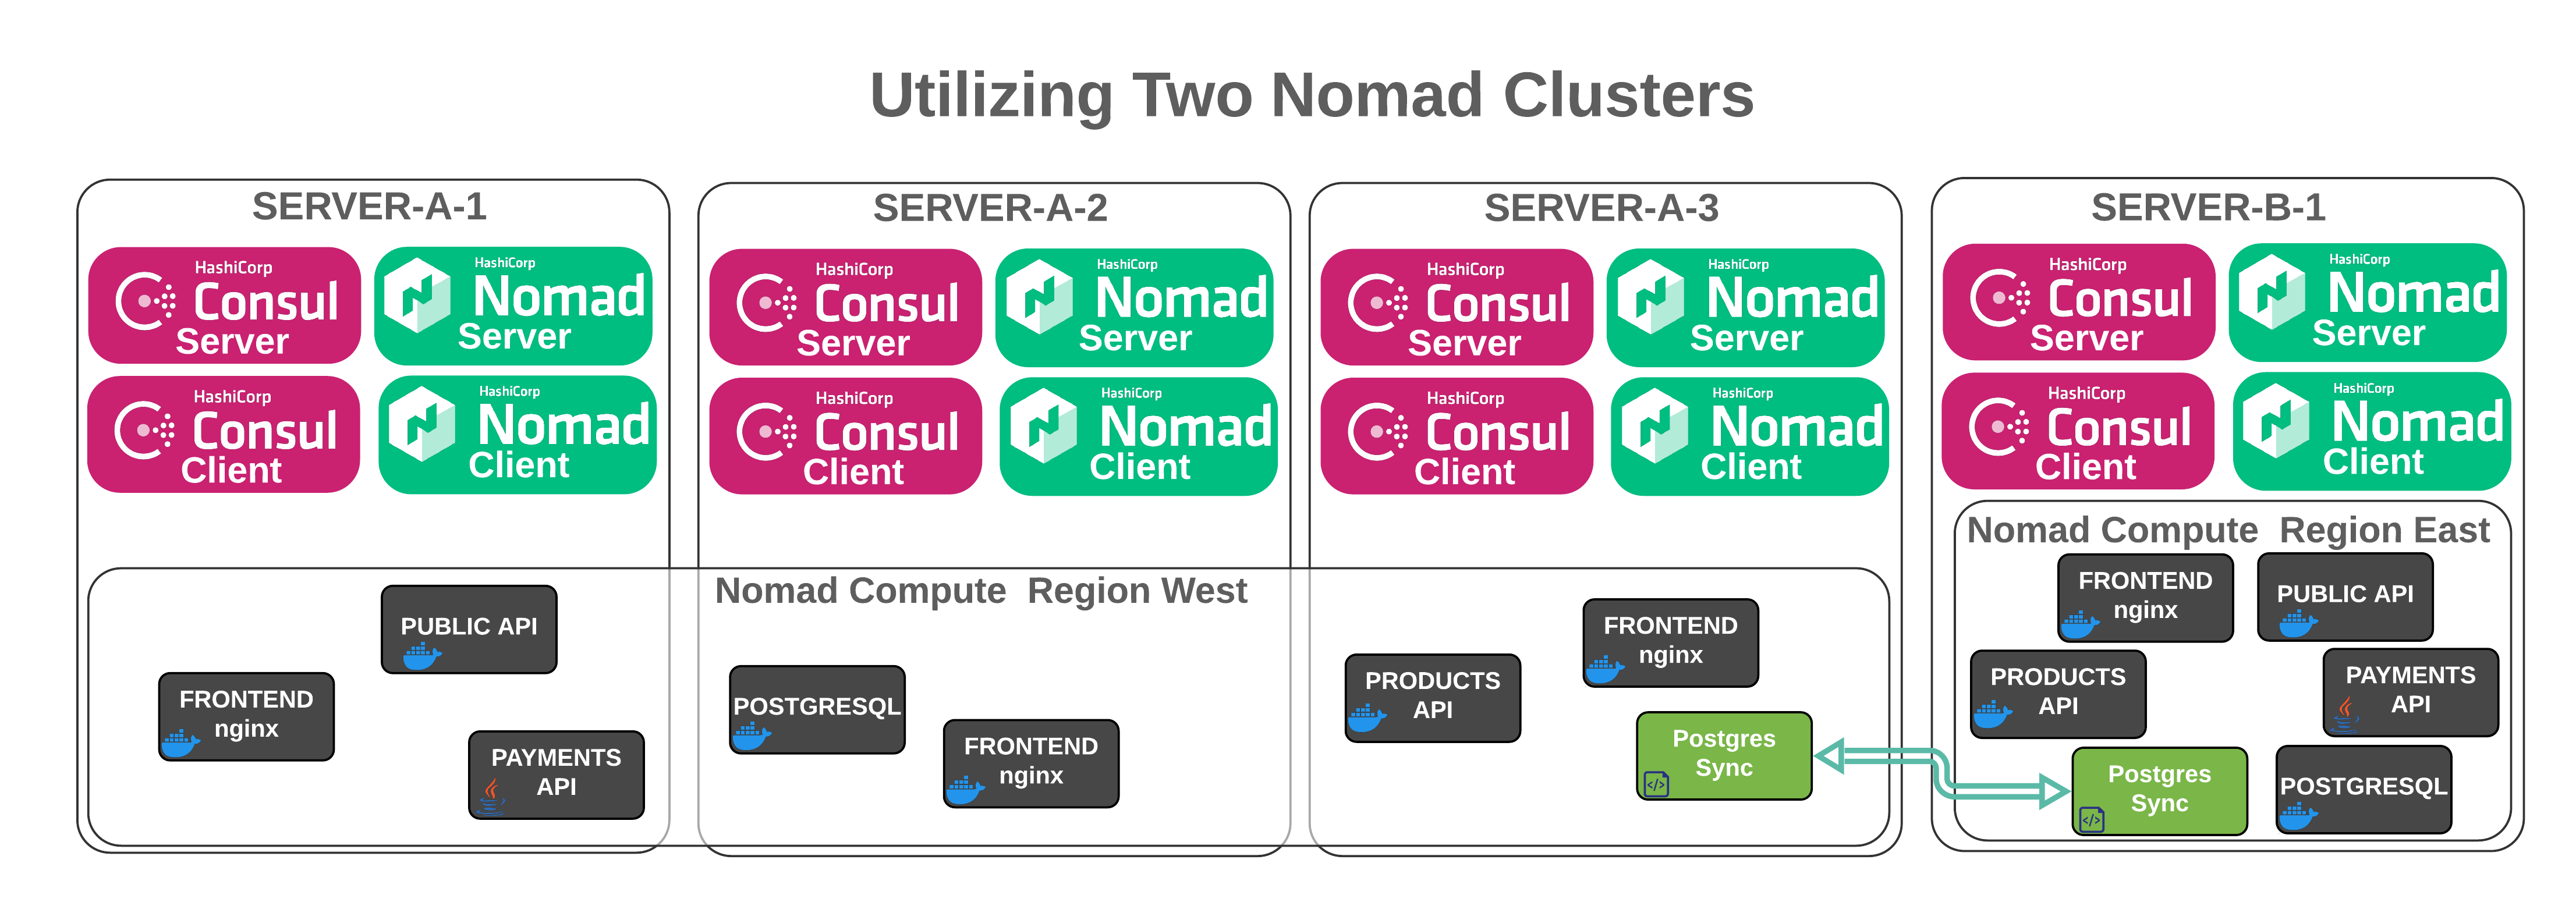 Utilizing Two Nomad Clusters
SERVER-A-1
HashiCorp
Consul
Server
HashiCorp
Nomad
Server
HashiCorp
Consul
Client
HashiCorp
Nomad
Client
SERVER-A-2
HashiCorp
Consul
Server
HashiCorp
Nomad
Server
HashiCorp
Consul
Client
HashiCorp
Nomad
Client
SERVER-A-3
HashiCorp
Consul
Server
HashiCorp
Nomad
Server
HashiCorp
Consul
Client
HashiCorp
Nomad
Client
SERVER-B-1
HashiCorp
Consul
Server
HashiCorp
Nomad
Server
HashiCorp
Consul
Client
HashiCorp
Nomad
Client
Nomad Compute  Region West
PUBLIC API
FRONTEND
nginx
PAYMENTS
API
POSTGRESQL
FRONTEND
nginx
FRONTEND
nginx
PRODUCTS
API
Postgres
Sync
</>
Nomad Compute  Region East
FRONTEND
nginx
PUBLIC API
PRODUCTS
API
PAYMENTS
API
Postgres
Sync
</>
POSTGRESQL